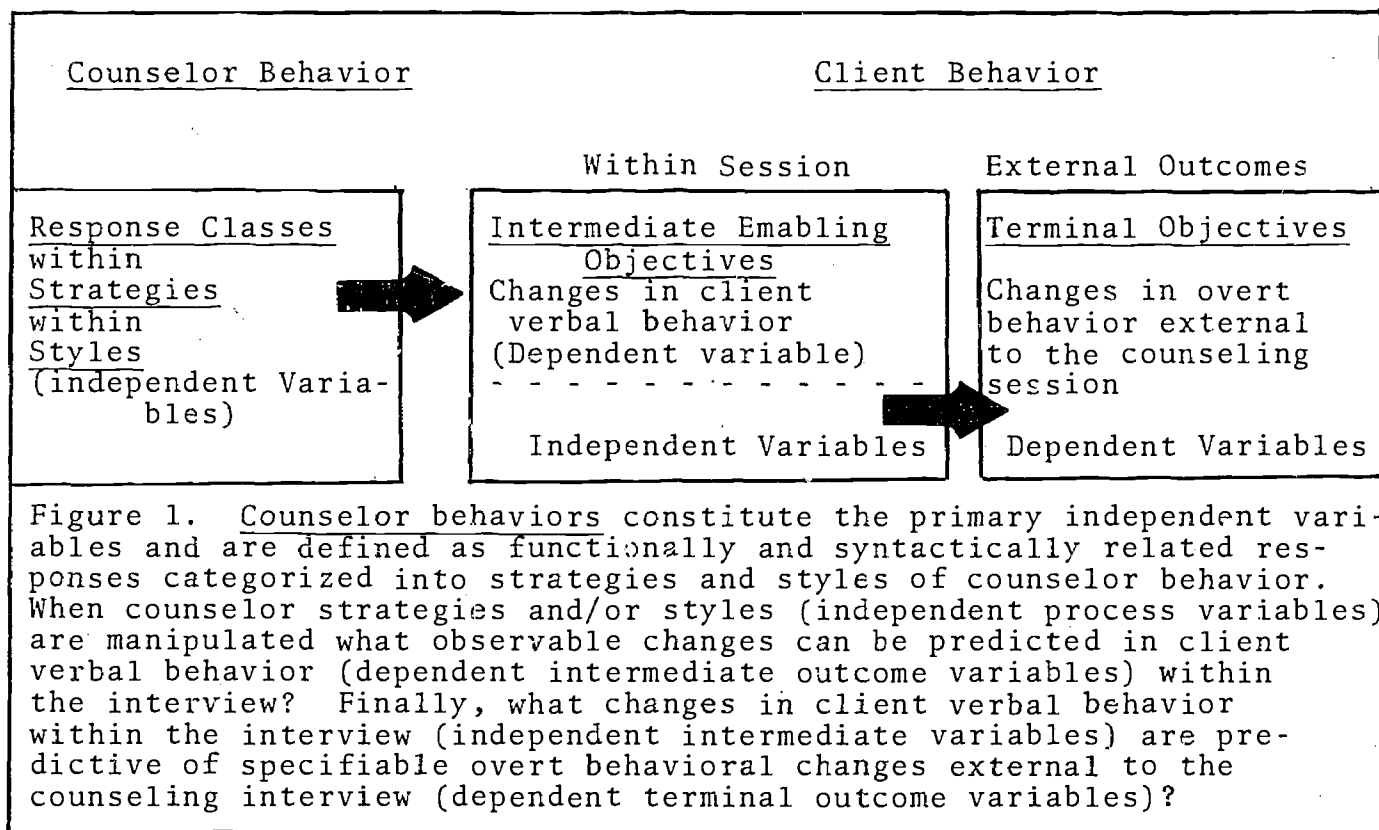 Counselor Behavior Client Behavior
Within Session External Outcomes
Response Classes
within
Strategies
within
Styles
(independent Varia-
bles)
Intermediate Emabling
Objectives
Changes in client
verbal behavior
(Dependent variable)
- - - - - - - - - - - - -
Independent Variables
Terminal Objectives
Changes in overt
behavior external
to the counseling
session
Dependent Variables
Figure 1. Counselor behaviors constitute the primary independent vari-
ables and are defined as functionally and syntactically related res-
ponses categorized into strategies and styles of counselor behavior.
When counselor strategies and/or styles (independent process variables)
are manipulated what observable changes can be predicted in client
verbal behavior (dependent intermediate outcome variables) within
the interview? Finally, what changes in client verbal behavior
within the interview (independent intermediate variables) are pre-
dictive of specifiable overt behavioral changes external to the
counseling interview (dependent terminal outcome variables)?